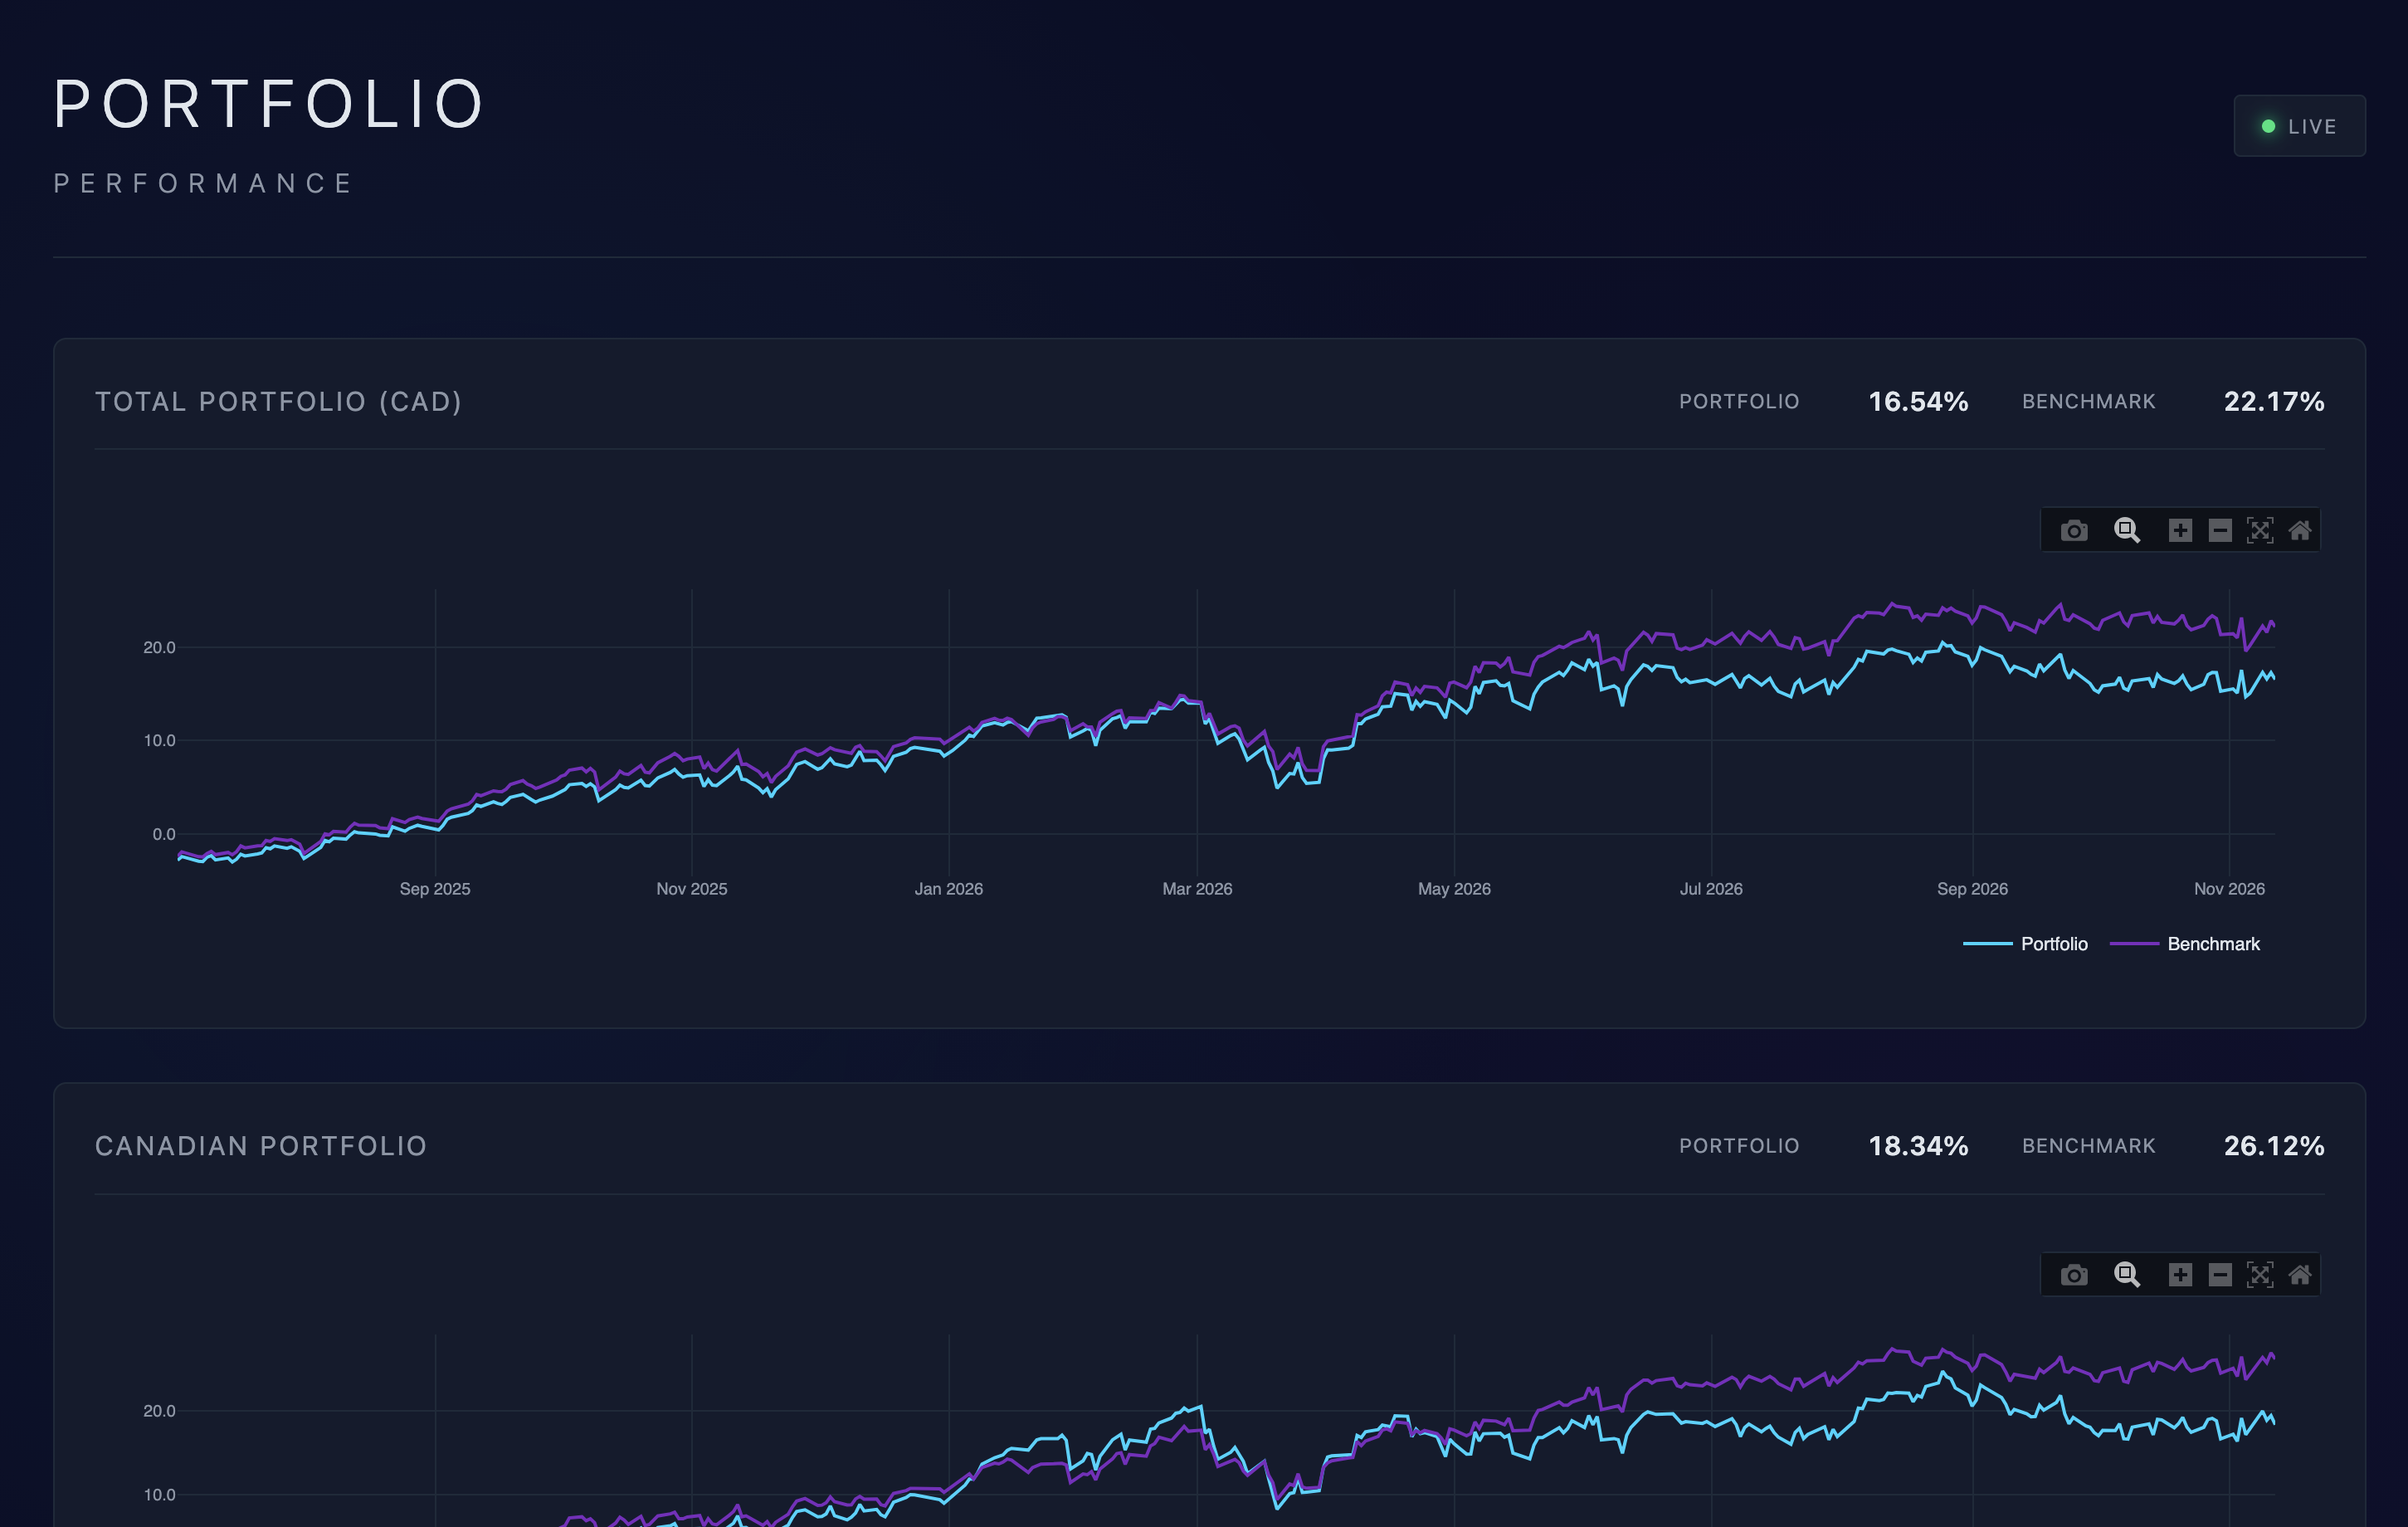 PORTFOLIO
LIVE
PERFORMANCE
TOTAL PORTFOLIO (CAD) PORTFOLIO 16.54% BENCHMARK 22.17%
20.0
10.0
0.0
Sep 2025 Nov 2025 Jan 2026 Mar 2026 May 2026 Jul 2026 Sep 2026 Nov 2026
Portfolio Benchmark
CANADIAN PORTFOLIO PORTFOLIO 18.34% BENCHMARK 26.12%
20.0
10.0